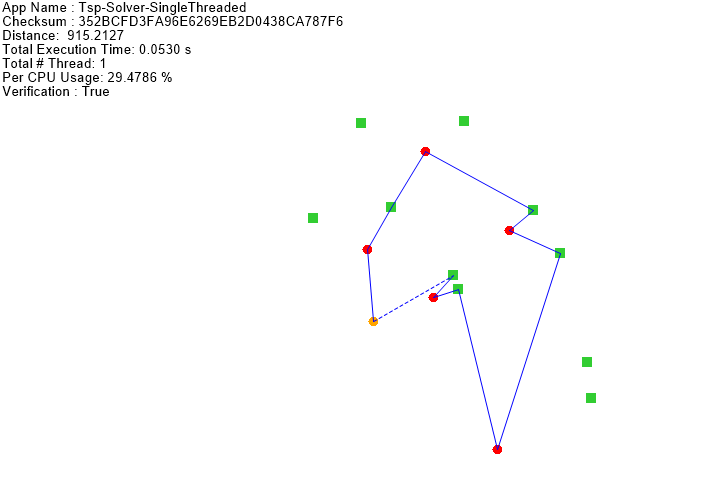 App Name : Tsp-Solver-SingleThreaded
Checksum : 352BCFD3FA96E6269EB2D0438CA787F6
Distance:  915.2127
Total Execution Time: 0.0530 s
Total # Thread: 1
Per CPU Usage: 29.4786 %
Verification : True